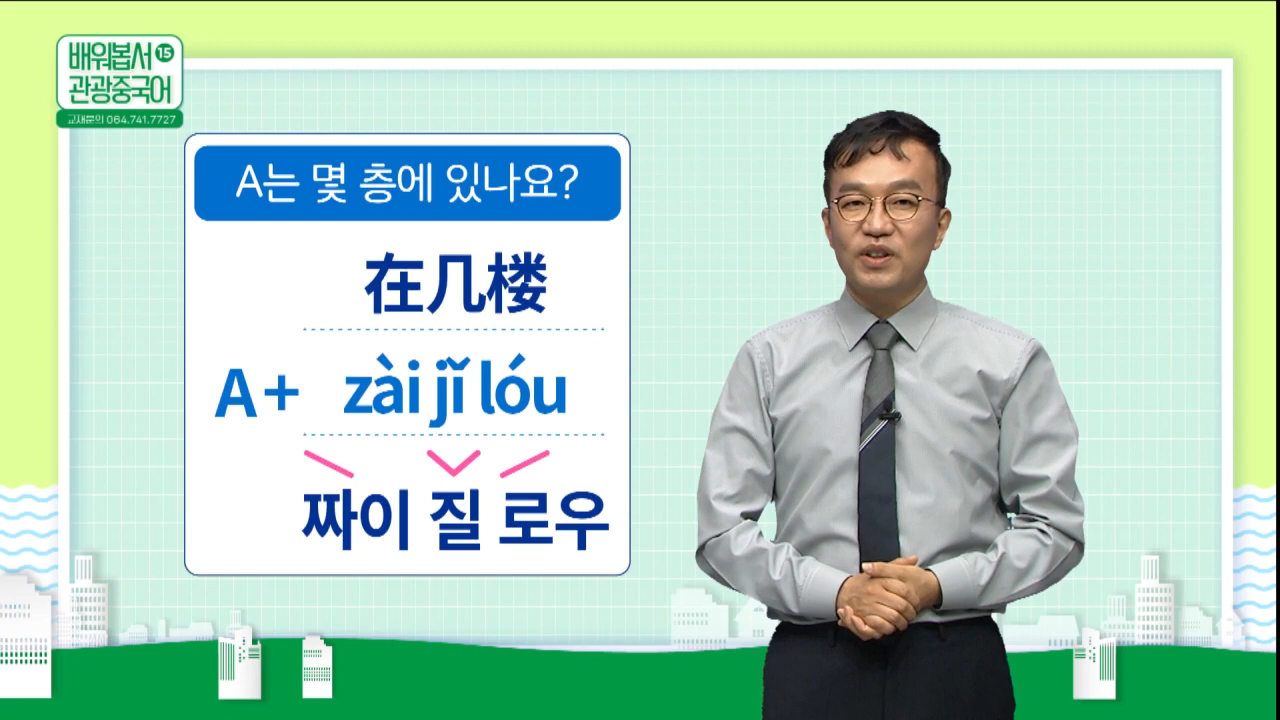 배워봅서 15
관광중국어
교재문의 064.741.7727
A는 몇 층에 있나요?
在几楼
A+ zài jǐ lóu
짜이 질 로우